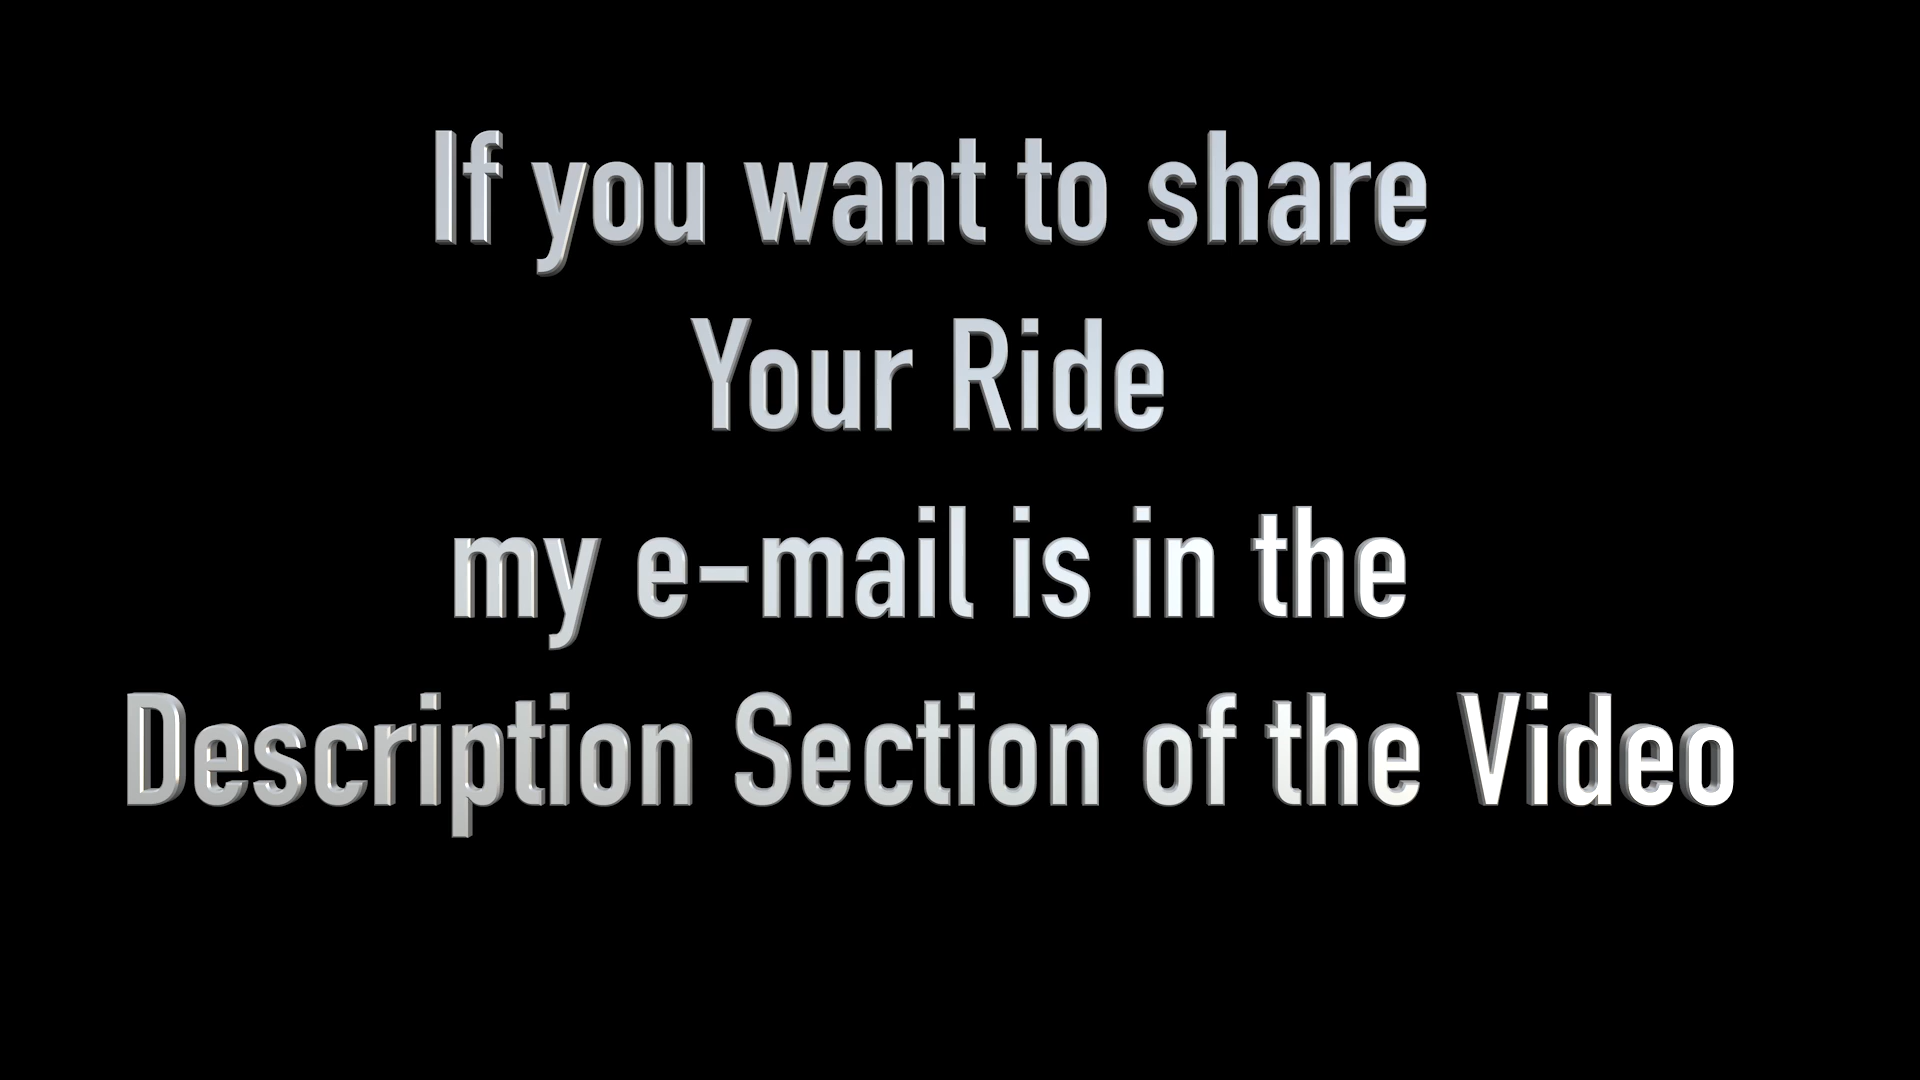 If you want to share
Your Ride
my e-mail is in the
Description Section of the Video